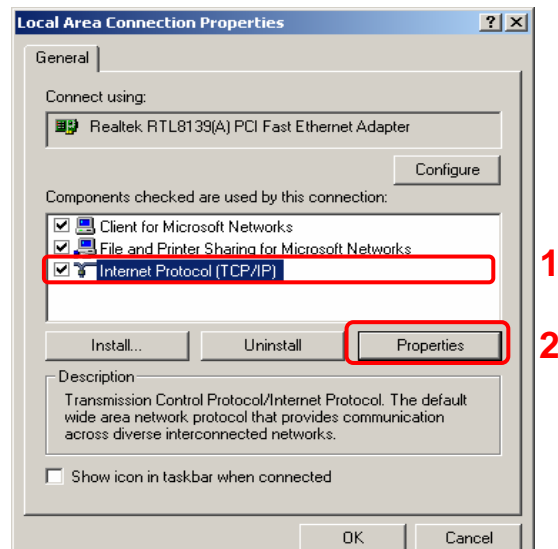 Local Area Connection Properties
General
Connect using:
Realtek RTL8139(A) PCI Fast Ethernet Adapter
Configure
Components checked are used by this connection:
Client for Microsoft Networks
File and Printer Sharing for Microsoft Networks
Internet Protocol (TCP/IP)
1
Install... Uninstall Properties
2
Description
Transmission Control Protocol/Internet Protocol. The default
wide area network protocol that provides communication
across diverse interconnected networks.
Show icon in taskbar when connected
OK Cancel